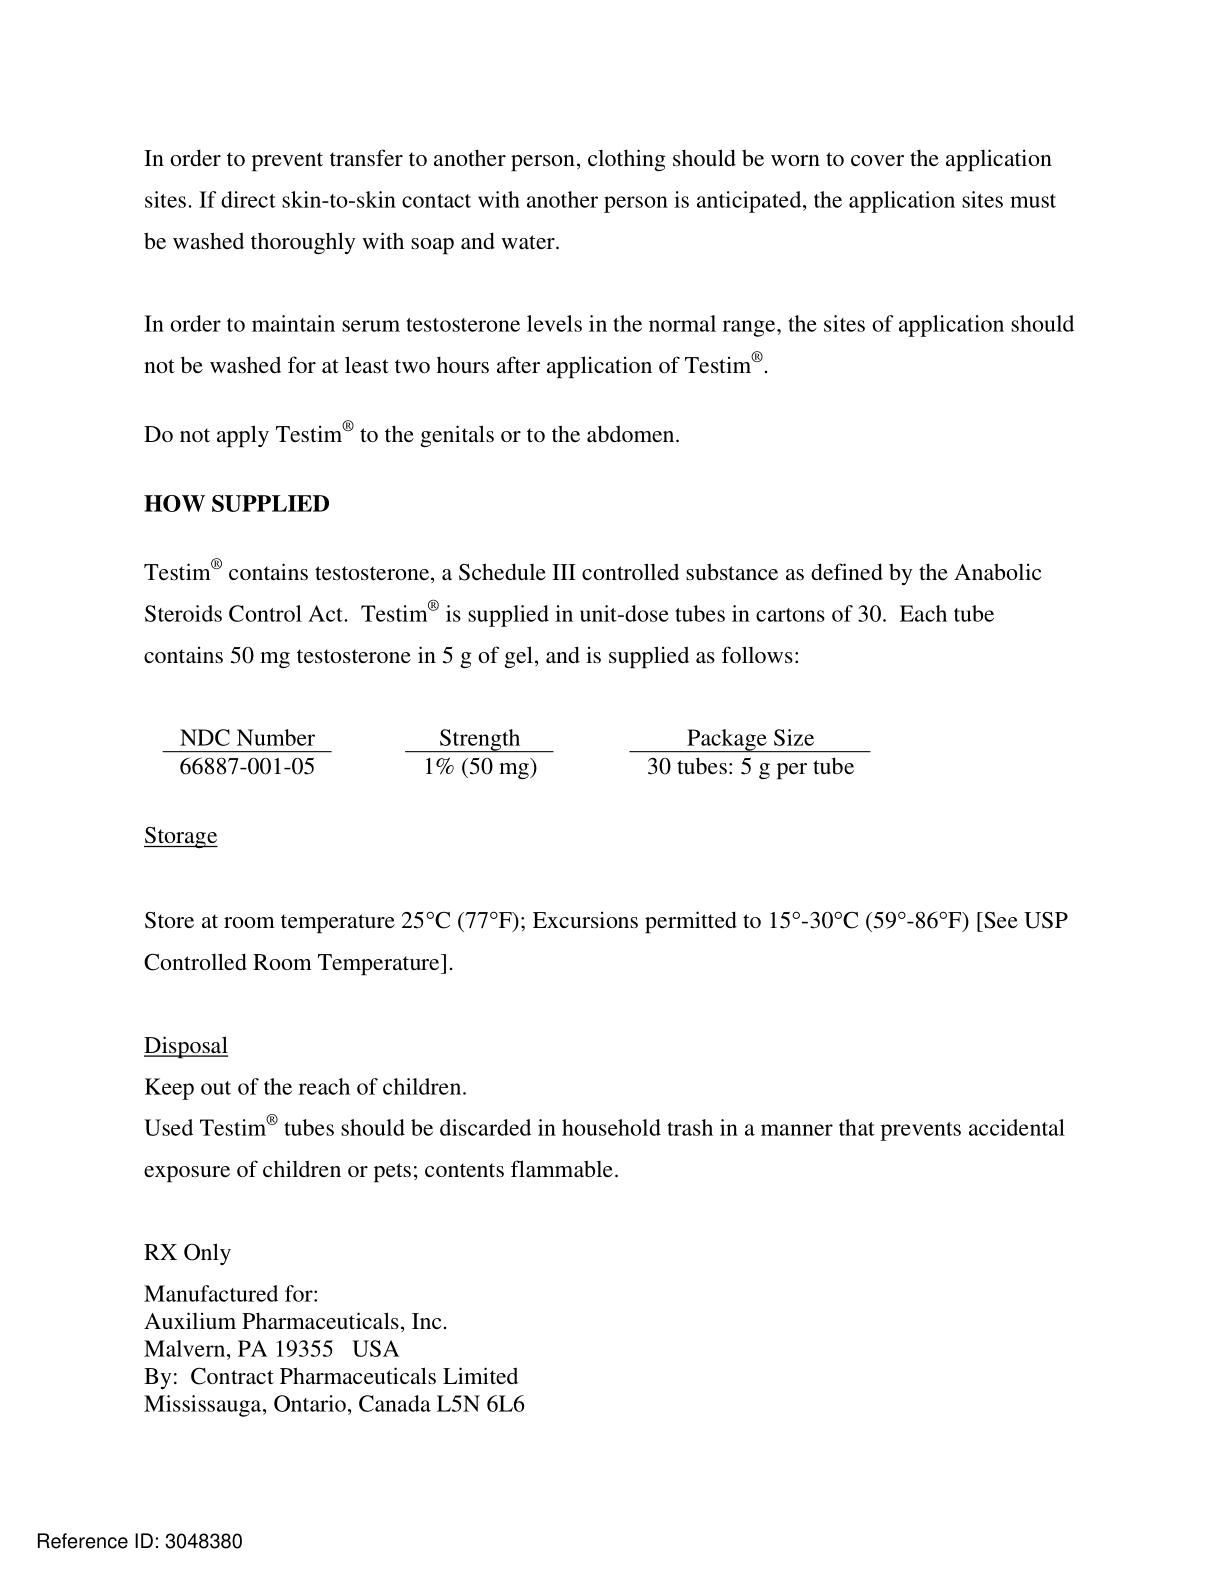 In order to prevent transfer to another person, clothing should be worn to cover the application
sites. If direct skin-to-skin contact with another person is anticipated, the application sites must
be washed thoroughly with soap and water.
In order to maintain serum testosterone levels in the normal range, the sites of application should
not be washed for at least two hours after application of Testim®.
Do not apply Testim® to the genitals or to the abdomen.
HOW SUPPLIED
Testim® contains testosterone, a Schedule III controlled substance as defined by the Anabolic
Steroids Control Act.  Testim® is supplied in unit-dose tubes in cartons of 30.  Each tube
contains 50 mg testosterone in 5 g of gel, and is supplied as follows:
NDC Number Strength Package Size
66887-001-05 1% (50 mg) 30 tubes: 5 g per tube
Storage
Store at room temperature 25°C (77°F); Excursions permitted to 15°-30°C (59°-86°F) [See USP
Controlled Room Temperature].
Disposal
Keep out of the reach of children.
Used Testim® tubes should be discarded in household trash in a manner that prevents accidental
exposure of children or pets; contents flammable.
RX Only
Manufactured for:
Auxilium Pharmaceuticals, Inc.
Malvern, PA 19355   USA
By:  Contract Pharmaceuticals Limited
Mississauga, Ontario, Canada L5N 6L6
Reference ID: 3048380